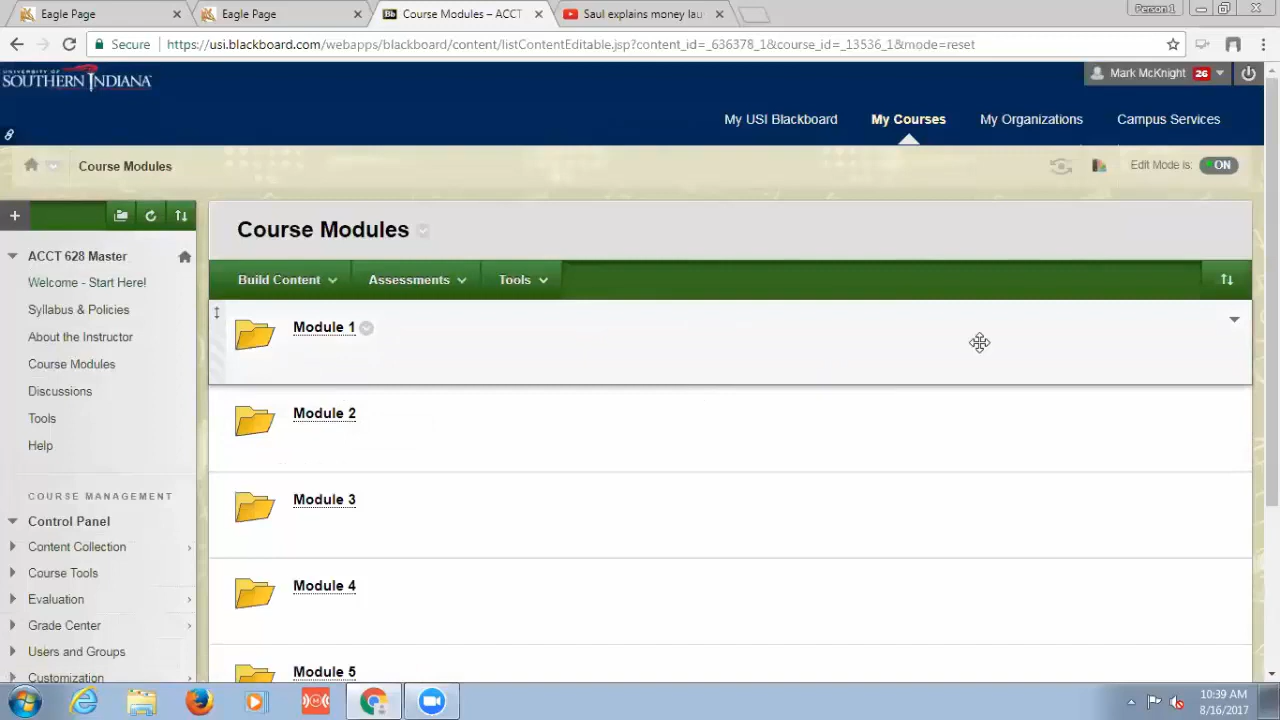 Eagle Page
Eagle Page
Bb
Course Modules – ACCT
Saul explains money lau
Person 1
Secure
https://usi.blackboard.com/webapps/blackboard/content/listContentEditable.jsp?content_id=_636378_1&course_id=_13536_1&mode=reset
UNIVERSITY OF
SOUTHERN INDIANA
Mark McKnight 26
My USI Blackboard
My Courses
My Organizations
Campus Services
Course Modules
Edit Mode is: ON
Course Modules
Build Content
Assessments
Tools
ACCT 628 Master
Welcome - Start Here!
Syllabus & Policies
About the Instructor
Course Modules
Discussions
Tools
Help
COURSE MANAGEMENT
Control Panel
Content Collection
Course Tools
Evaluation
Grade Center
Users and Groups
Customization
Module 1
Module 2
Module 3
Module 4
Module 5
10:39 AM
8/16/2017